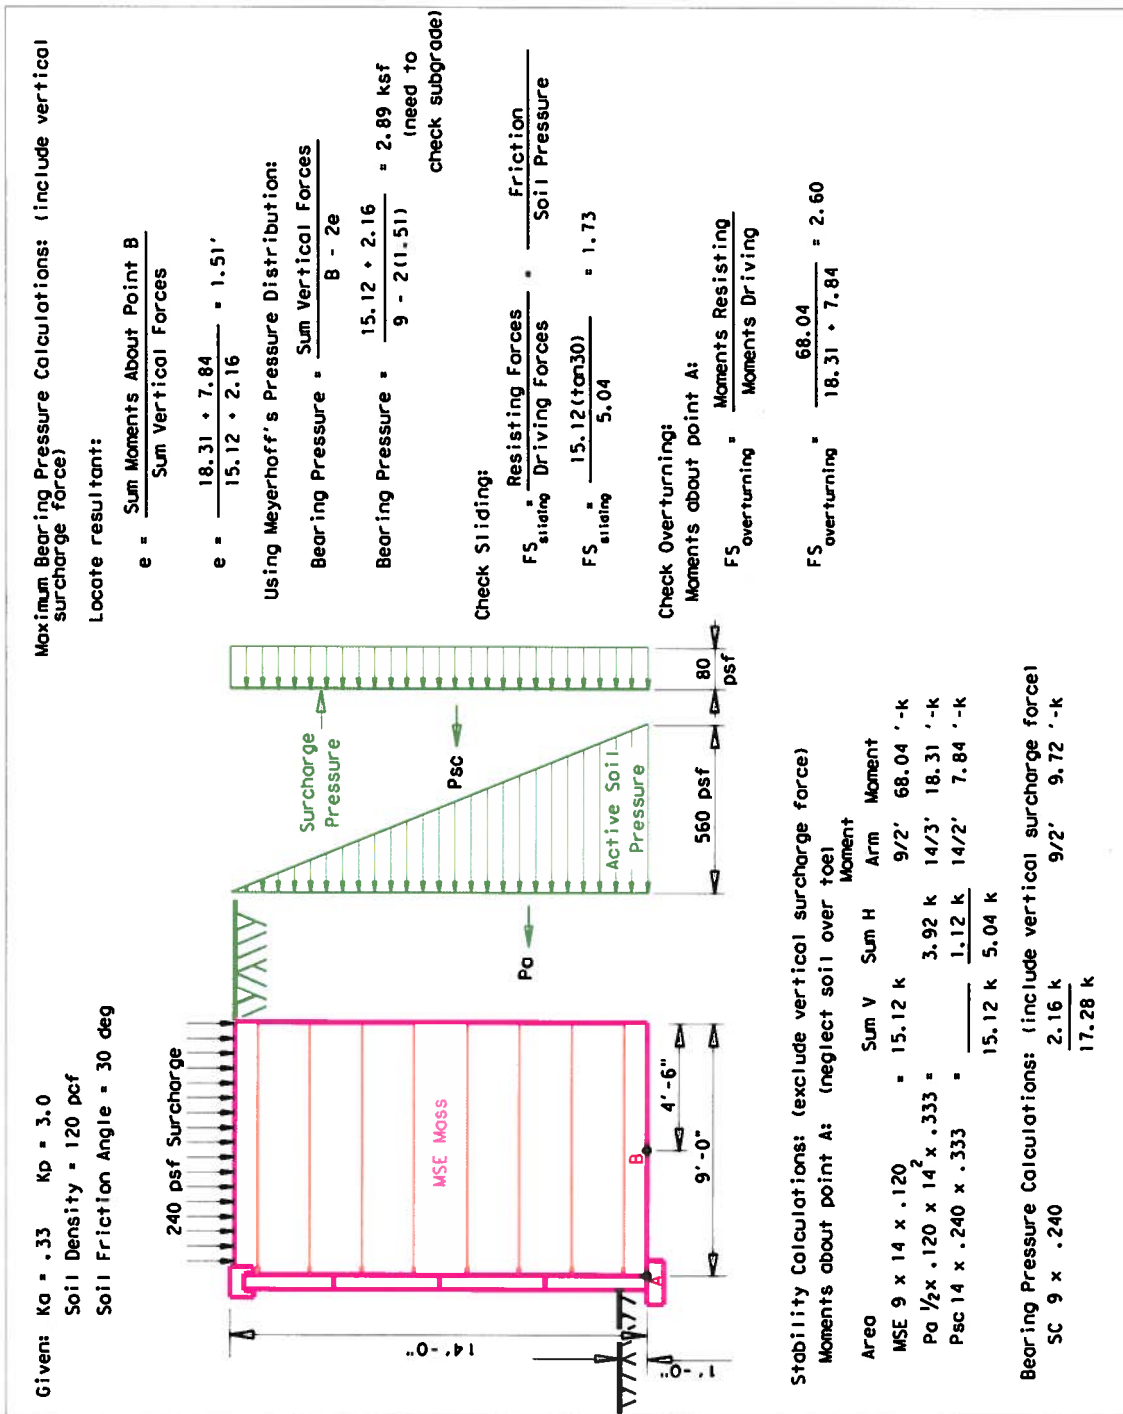 Given: Ka = .33 Kp = 3.0
Soil Density = 120 pcf
Soil Friction Angle = 30 deg
240 psf Surcharge
MSE Mass
14'-0"
1'-0"
A
B
4'-6"
9'-0"
Pa
Psc
Surcharge
Pressure
Active Soil
Pressure
560 psf
80
psf
Stability Calculations: (exclude vertical surcharge force)
Moments about point A: (neglect soil over toe)
Moment
Area Sum V Sum H Arm Moment
MSE 9 x 14 x .120 = 15.12 k 9/2' 68.04 '-k
Pa 1/2x .120 x 14² x .333 = 3.92 k 14/3' 18.31 '-k
Psc 14 x .240 x .333 = 1.12 k 14/2' 7.84 '-k
15.12 k 5.04 k
Bearing Pressure Calculations: (include vertical surcharge force)
SC 9 x .240 2.16 k 9/2' 9.72 '-k
17.28 k
Maximum Bearing Pressure Calculations: (include vertical
surcharge force)
Locate resultant:
e = Sum Moments About Point B
Sum Vertical Forces
e = 18.31 + 7.84 = 1.51'
15.12 + 2.16
Using Meyerhoff's Pressure Distribution:
Bearing Pressure = Sum Vertical Forces
B - 2e
Bearing Pressure = 15.12 + 2.16 = 2.89 ksf
9 - 2(1.51) (need to
check subgrade)
Check Sliding:
FS sliding = Resisting Forces = Friction
Driving Forces Soil Pressure
FS sliding = 15.12(tan30) = 1.73
5.04
Check Overturning:
Moments about point A:
FS overturning = Moments Resisting
Moments Driving
FS overturning = 68.04 = 2.60
18.31 + 7.84